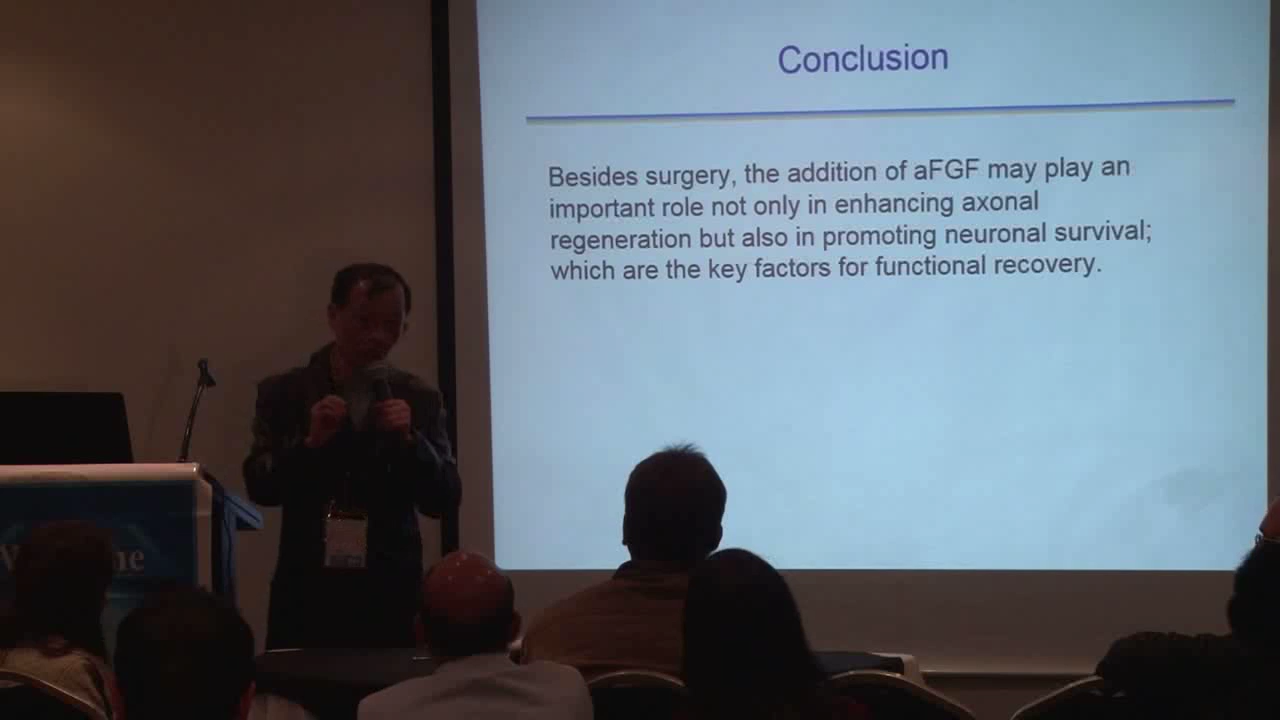 Conclusion
Besides surgery, the addition of aFGF may play an
important role not only in enhancing axonal
regeneration but also in promoting neuronal survival;
which are the key factors for functional recovery.